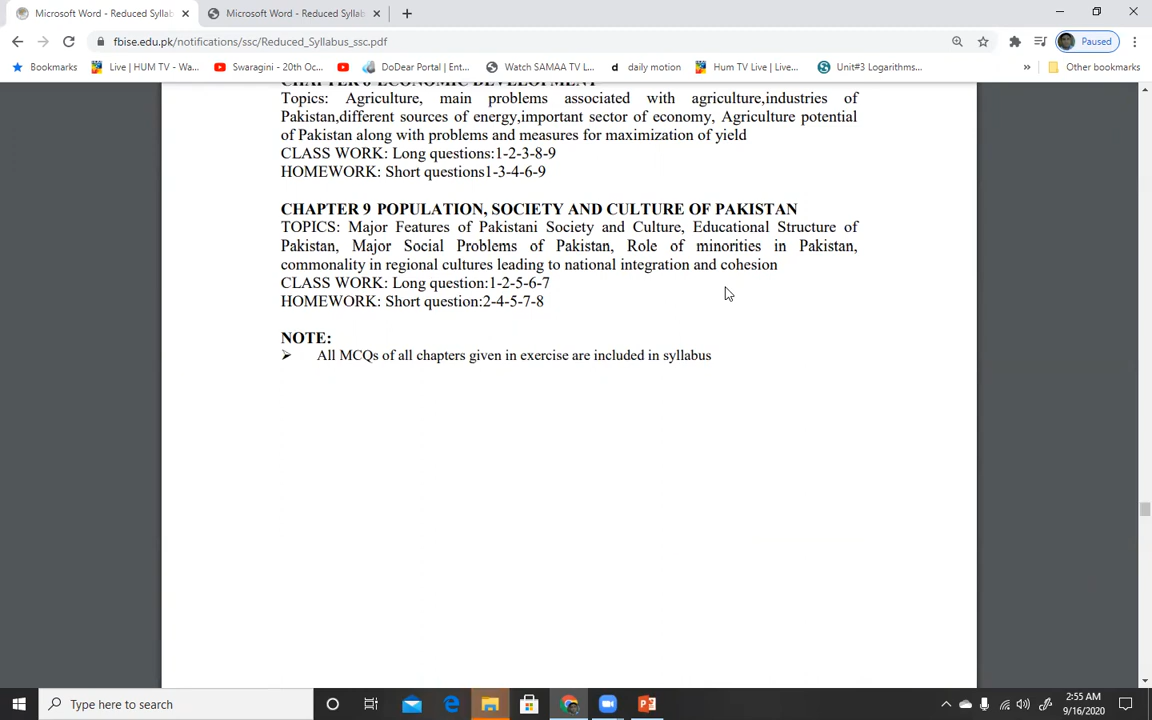 Microsoft Word - Reduced Syllab
Microsoft Word - Reduced Syllab
fbise.edu.pk/notifications/ssc/Reduced_Syllabus_ssc.pdf
Paused
Bookmarks
Live | HUM TV - Wa...
Swaragini - 20th Oc...
DoDear Portal | Ent...
Watch SAMAA TV L...
daily motion
Hum TV Live | Live...
Unit#3 Logarithms...
Other bookmarks
ECONOMIC DEVELOPMENT
Topics: Agriculture, main problems associated with agriculture,industries of
Pakistan,different sources of energy,important sector of economy, Agriculture potential
of Pakistan along with problems and measures for maximization of yield
CLASS WORK: Long questions:1-2-3-8-9
HOMEWORK: Short questions1-3-4-6-9
CHAPTER 9 POPULATION, SOCIETY AND CULTURE OF PAKISTAN
TOPICS: Major Features of Pakistani Society and Culture, Educational Structure of
Pakistan, Major Social Problems of Pakistan, Role of minorities in Pakistan,
commonality in regional cultures leading to national integration and cohesion
CLASS WORK: Long question:1-2-5-6-7
HOMEWORK: Short question:2-4-5-7-8
NOTE:
All MCQs of all chapters given in exercise are included in syllabus
Type here to search
2:55 AM
9/16/2020